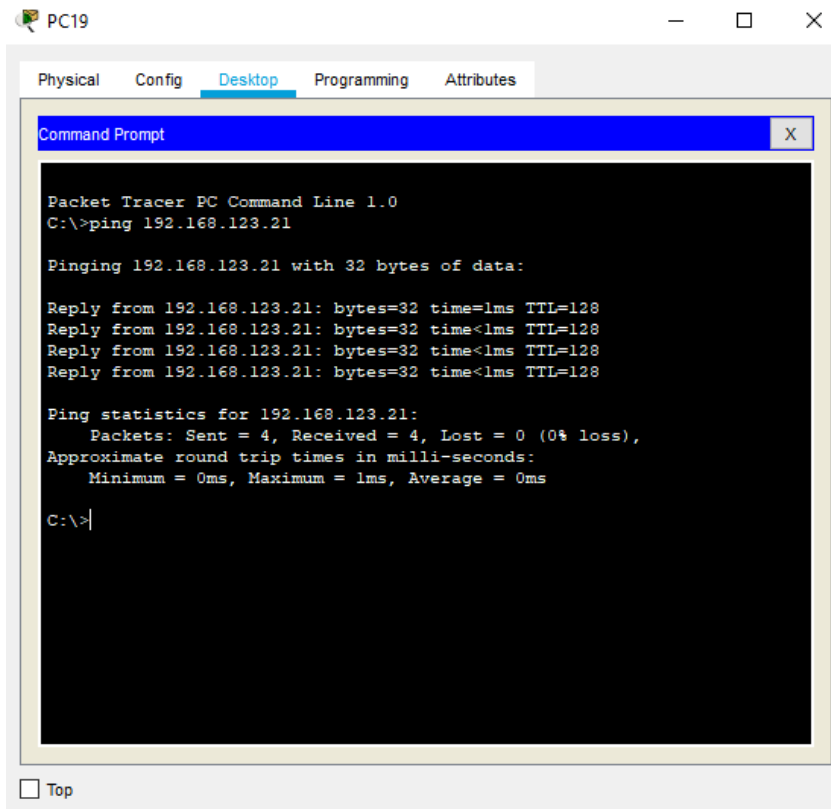 PC19
Physical Config Desktop Programming Attributes
Command Prompt
X
Packet Tracer PC Command Line 1.0
C:\>ping 192.168.123.21
Pinging 192.168.123.21 with 32 bytes of data:
Reply from 192.168.123.21: bytes=32 time=1ms TTL=128
Reply from 192.168.123.21: bytes=32 time<1ms TTL=128
Reply from 192.168.123.21: bytes=32 time<1ms TTL=128
Reply from 192.168.123.21: bytes=32 time<1ms TTL=128
Ping statistics for 192.168.123.21:
Packets: Sent = 4, Received = 4, Lost = 0 (0% loss),
Approximate round trip times in milli-seconds:
Minimum = 0ms, Maximum = 1ms, Average = 0ms
C:\>
Top